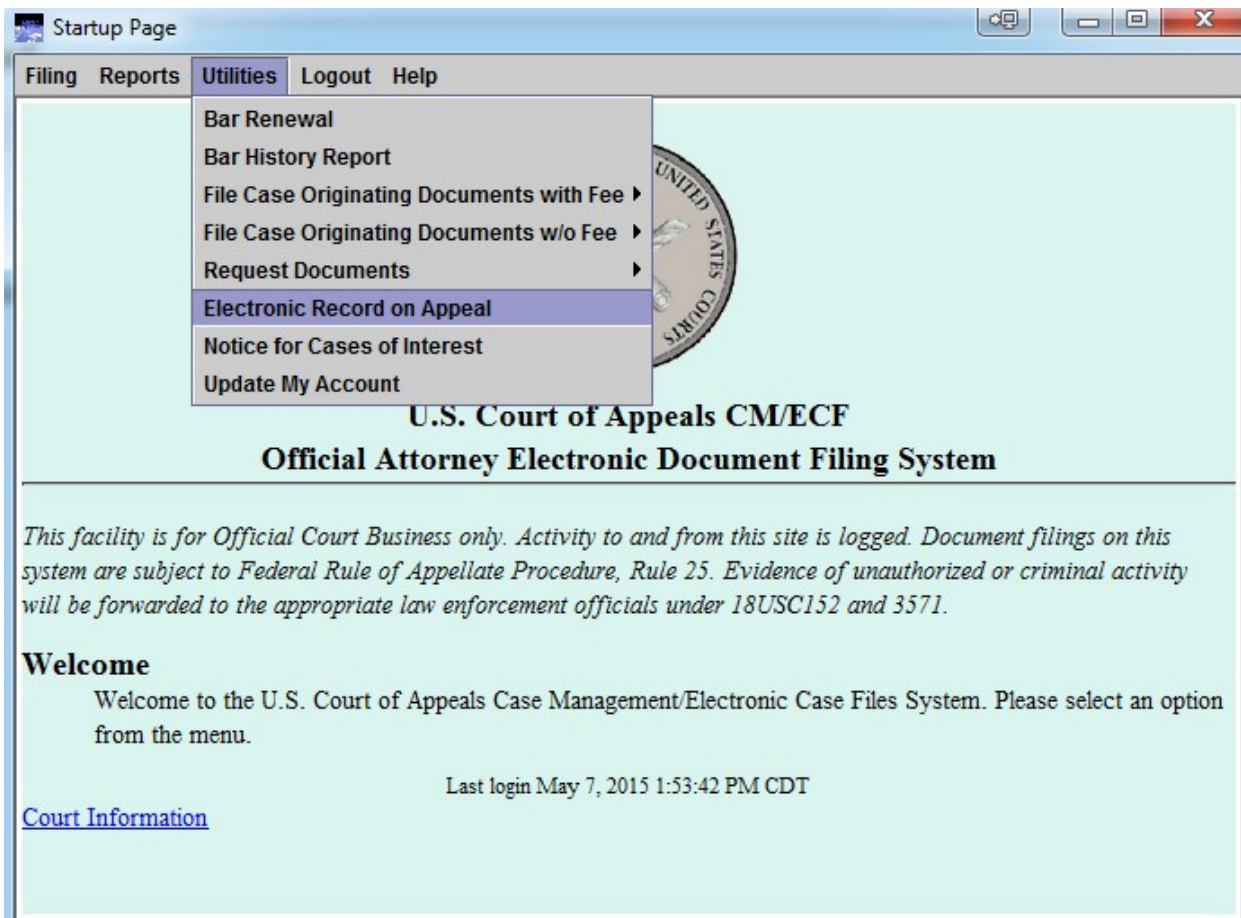 Startup Page
Filing Reports Utilities Logout Help
Bar Renewal
Bar History Report
File Case Originating Documents with Fee
File Case Originating Documents w/o Fee
Request Documents
Electronic Record on Appeal
Notice for Cases of Interest
Update My Account
UNITED STATES COURTS
U.S. Court of Appeals CM/ECF
Official Attorney Electronic Document Filing System
This facility is for Official Court Business only. Activity to and from this site is logged. Document filings on this
system are subject to Federal Rule of Appellate Procedure, Rule 25. Evidence of unauthorized or criminal activity
will be forwarded to the appropriate law enforcement officials under 18USC152 and 3571.
Welcome
Welcome to the U.S. Court of Appeals Case Management/Electronic Case Files System. Please select an option
from the menu.
Last login May 7, 2015 1:53:42 PM CDT
Court Information